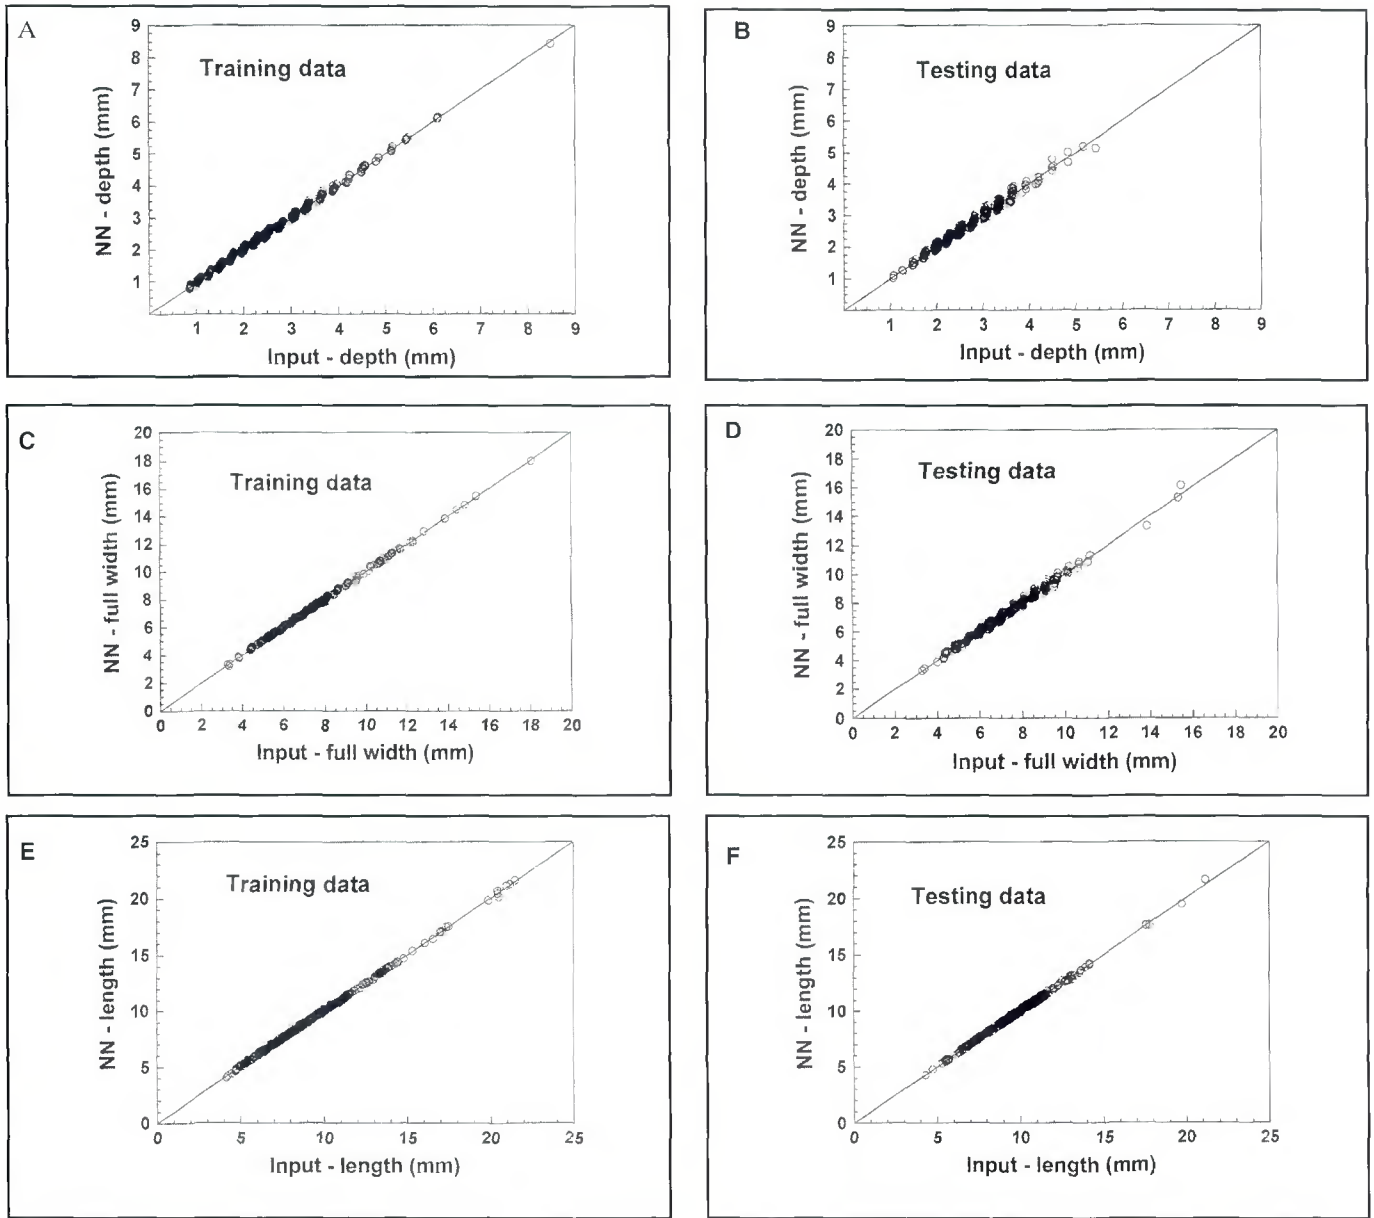 A
Training data
NN - depth (mm)
9
8
7
6
5
4
3
2
1
1 2 3 4 5 6 7 8 9
Input - depth (mm)
B
Testing data
NN - depth (mm)
9
8
7
6
5
4
3
2
1
1 2 3 4 5 6 7 8 9
Input - depth (mm)
C
Training data
NN - full width (mm)
20
18
16
14
12
10
8
6
4
2
0
0 2 4 6 8 10 12 14 16 18 20
Input - full width (mm)
D
Testing data
NN - full width (mm)
20
18
16
14
12
10
8
6
4
2
0
0 2 4 6 8 10 12 14 16 18 20
Input - full width (mm)
E
Training data
NN - length (mm)
25
20
15
10
5
0
0 5 10 15 20 25
Input - length (mm)
F
Testing data
NN - length (mm)
25
20
15
10
5
0
0 5 10 15 20 25
Input - length (mm)